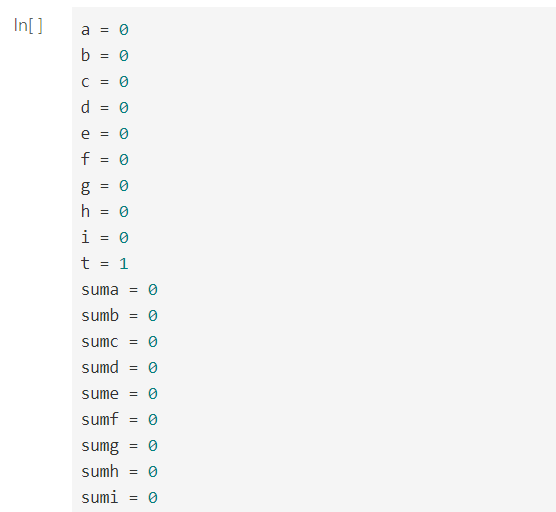 In[ ]
a = 0
b = 0
c = 0
d = 0
e = 0
f = 0
g = 0
h = 0
i = 0
t = 1
suma = 0
sumb = 0
sumc = 0
sumd = 0
sume = 0
sumf = 0
sumg = 0
sumh = 0
sumi = 0